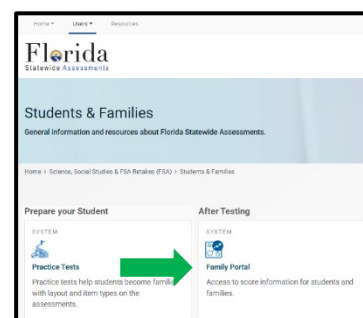 Home Users Resources
Florida
Statewide Assessments
Students & Families
General information and resources about Florida Statewide Assessments.
Home › Science, Social Studies & FSA Retakes (FSA) › Students & Families
Prepare your Student
SYSTEM
Practice Tests
Practice tests help students become familia
with layout and item types on the
assessments.
After Testing
SYSTEM
Family Portal
Access to score information for students and
families.